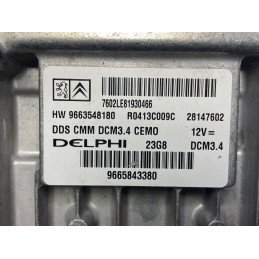 7602LE81930466
HW 9663548180 R0413C009C 28147602
DDS CMM DCM3.4 CEMO 12V=
DELPHI 23G8 DCM3.4
9665843380